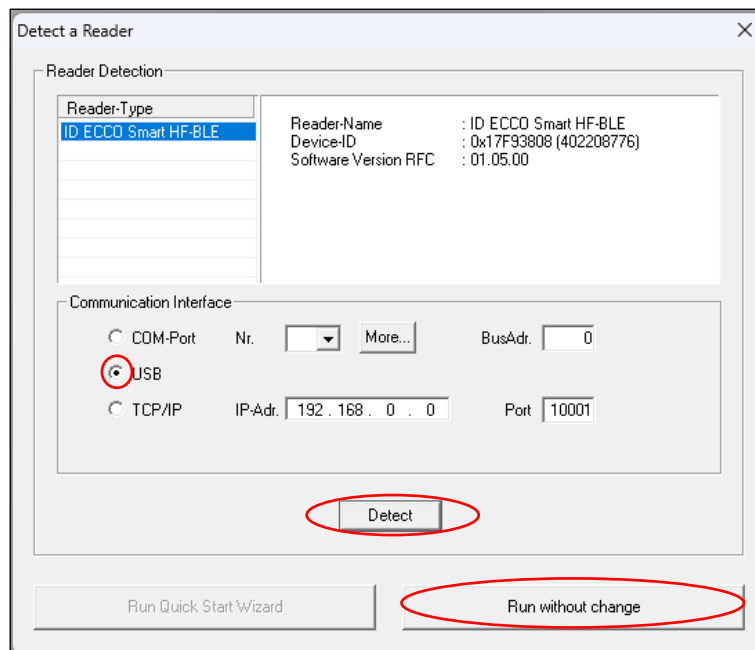 Detect a Reader
Reader Detection
Reader-Type
ID ECCO Smart HF-BLE
Reader-Name : ID ECCO Smart HF-BLE
Device-ID : 0x17F93808 (402208776)
Software Version RFC : 01.05.00
Communication Interface
COM-Port Nr. More... BusAdr. 0
USB
TCP/IP IP-Adr. 192 . 168 . 0 . 0 Port 10001
Detect
Run Quick Start Wizard Run without change